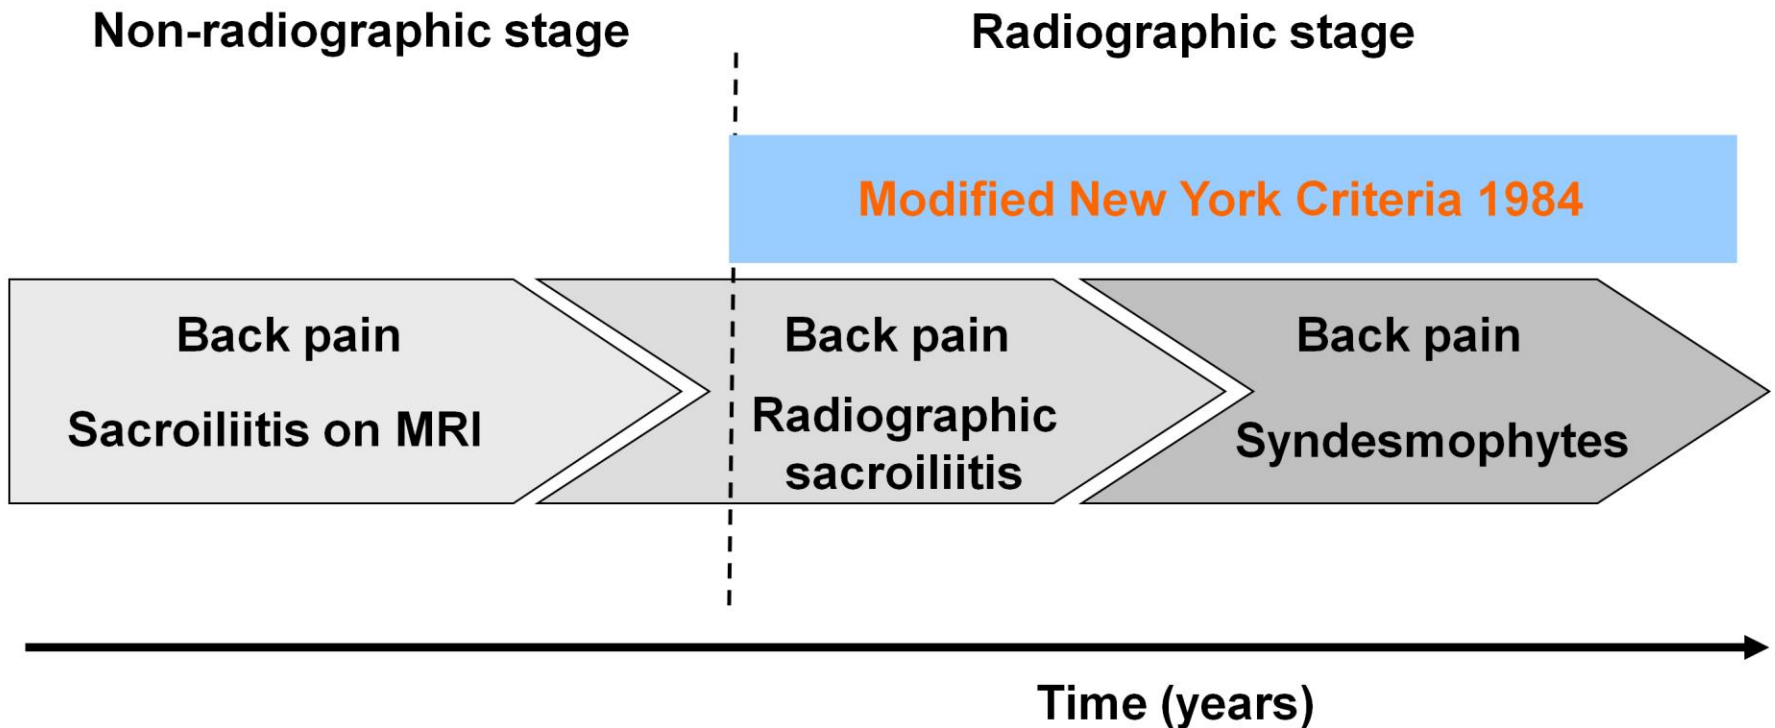 Non-radiographic stage
Radiographic stage
Modified New York Criteria 1984
Back pain
Sacroiliitis on MRI
Back pain
Radiographic
sacroiliitis
Back pain
Syndesmophytes
Time (years)